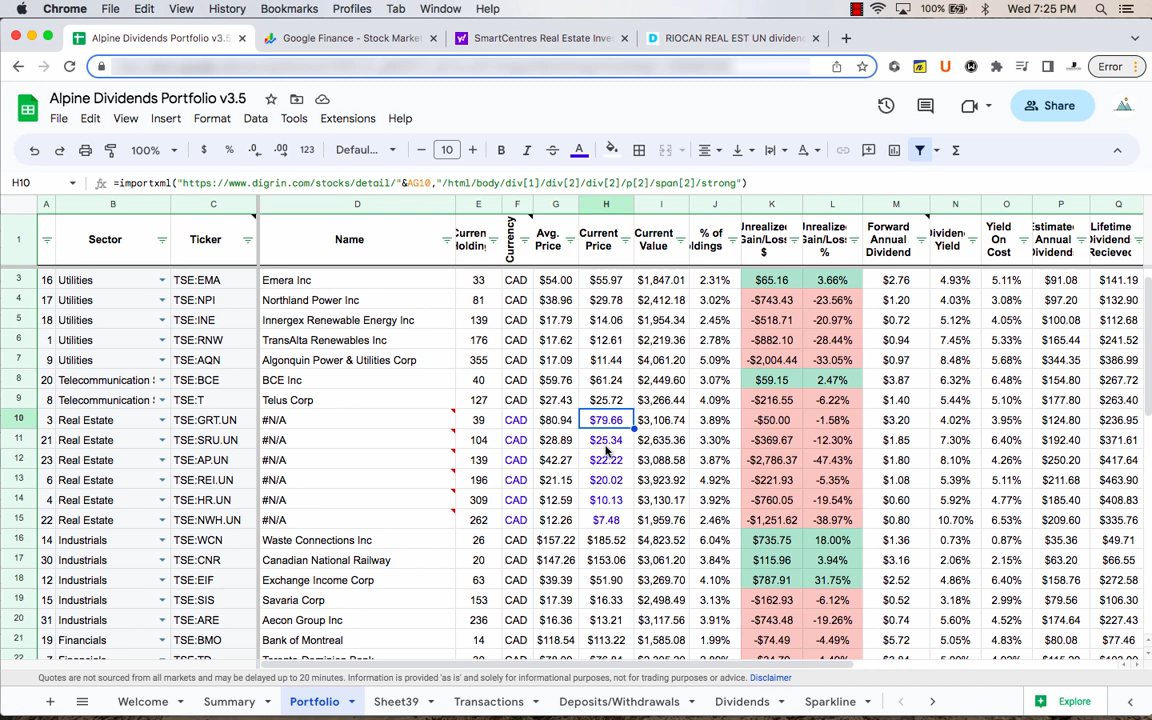 Chrome File Edit View History Bookmarks Profiles Tab Window Help 100% Wed 7:25 PM
Alpine Dividends Portfolio v3.5 Google Finance - Stock Market SmartCentres Real Estate Inves RIOCAN REAL EST UN dividen
Error
Alpine Dividends Portfolio v3.5
File Edit View Insert Format Data Tools Extensions Help
Share
100% $ % .0 .00 123 Defaul... 10 B I A
H10 fx =importxml("https://www.digrin.com/stocks/detail/"&AG10,"/html/body/div[1]/div[2]/div[2]/p[2]/span[2]/strong")
A B C D E F G H I J K L M N O P Q
1 Sector Ticker Name Curren Holding Currency Avg. Price Current Price Current Value % of oldings Unrealize Gain/Loss $ Unrealize Gain/Loss % Forward Annual Dividend Dividen Yield Yield On Cost Estimate Annual Dividend Lifetime Dividend Recieved
3 16 Utilities TSE:EMA Emera Inc 33 CAD $54.00 $55.97 $1,847.01 2.31% $65.16 3.66% $2.76 4.93% 5.11% $91.08 $141.19
4 17 Utilities TSE:NPI Northland Power Inc 81 CAD $38.96 $29.78 $2,412.18 3.02% -$743.43 -23.56% $1.20 4.03% 3.08% $97.20 $132.90
5 18 Utilities TSE:INE Innergex Renewable Energy Inc 139 CAD $17.79 $14.06 $1,954.34 2.45% -$518.71 -20.97% $0.72 5.12% 4.05% $100.08 $112.68
6 1 Utilities TSE:RNW TransAlta Renewables Inc 176 CAD $17.62 $12.61 $2,219.36 2.78% -$882.10 -28.44% $0.94 7.45% 5.33% $165.44 $241.52
7 9 Utilities TSE:AQN Algonquin Power & Utilities Corp 355 CAD $17.09 $11.44 $4,061.20 5.09% -$2,004.44 -33.05% $0.97 8.48% 5.68% $344.35 $386.99
8 20 Telecommunication TSE:BCE BCE Inc 40 CAD $59.76 $61.24 $2,449.60 3.07% $59.15 2.47% $3.87 6.32% 6.48% $154.80 $267.72
9 8 Telecommunication TSE:T Telus Corp 127 CAD $27.43 $25.72 $3,266.44 4.09% -$216.55 -6.22% $1.40 5.44% 5.10% $177.80 $263.40
10 3 Real Estate TSE:GRT.UN #N/A 39 CAD $80.94 $79.66 $3,106.74 3.89% -$50.00 -1.58% $3.20 4.02% 3.95% $124.80 $236.95
11 21 Real Estate TSE:SRU.UN #N/A 104 CAD $28.89 $25.34 $2,635.36 3.30% -$369.67 -12.30% $1.85 7.30% 6.40% $192.40 $371.61
12 23 Real Estate TSE:AP.UN #N/A 139 CAD $42.27 $22.22 $3,088.58 3.87% -$2,786.37 -47.43% $1.80 8.10% 4.26% $250.20 $417.64
13 6 Real Estate TSE:REI.UN #N/A 196 CAD $21.15 $20.02 $3,923.92 4.92% -$221.93 -5.35% $1.08 5.39% 5.11% $211.68 $463.90
14 4 Real Estate TSE:HR.UN #N/A 309 CAD $12.59 $10.13 $3,130.17 3.92% -$760.05 -19.54% $0.60 5.92% 4.77% $185.40 $408.83
15 22 Real Estate TSE:NWH.UN #N/A 262 CAD $12.26 $7.48 $1,959.76 2.46% -$1,251.62 -38.97% $0.80 10.70% 6.53% $209.60 $335.76
16 14 Industrials TSE:WCN Waste Connections Inc 26 CAD $157.22 $185.52 $4,823.52 6.04% $735.75 18.00% $1.36 0.73% 0.87% $35.36 $49.71
17 30 Industrials TSE:CNR Canadian National Railway 20 CAD $147.26 $153.06 $3,061.20 3.84% $115.96 3.94% $3.16 2.06% 2.15% $63.20 $66.55
18 12 Industrials TSE:EIF Exchange Income Corp 63 CAD $39.39 $51.90 $3,269.70 4.10% $787.91 31.75% $2.52 4.86% 6.40% $158.76 $272.58
19 15 Industrials TSE:SIS Savaria Corp 153 CAD $17.39 $16.33 $2,498.49 3.13% -$162.93 -6.12% $0.52 3.18% 2.99% $79.56 $106.30
20 31 Industrials TSE:ARE Aecon Group Inc 236 CAD $16.36 $13.21 $3,117.56 3.91% -$743.48 -19.26% $0.74 5.60% 4.52% $174.64 $227.43
21 19 Financials TSE:BMO Bank of Montreal 14 CAD $118.54 $113.22 $1,585.08 1.99% -$74.49 -4.49% $5.72 5.05% 4.83% $80.08 $77.46
Quotes are not sourced from all markets and may be delayed up to 20 minutes. Information is provided 'as is' and solely for informational purposes, not for trading purposes or advice. Disclaimer
Welcome Summary Portfolio Sheet39 Transactions Deposits/Withdrawals Dividends Sparkline Explore